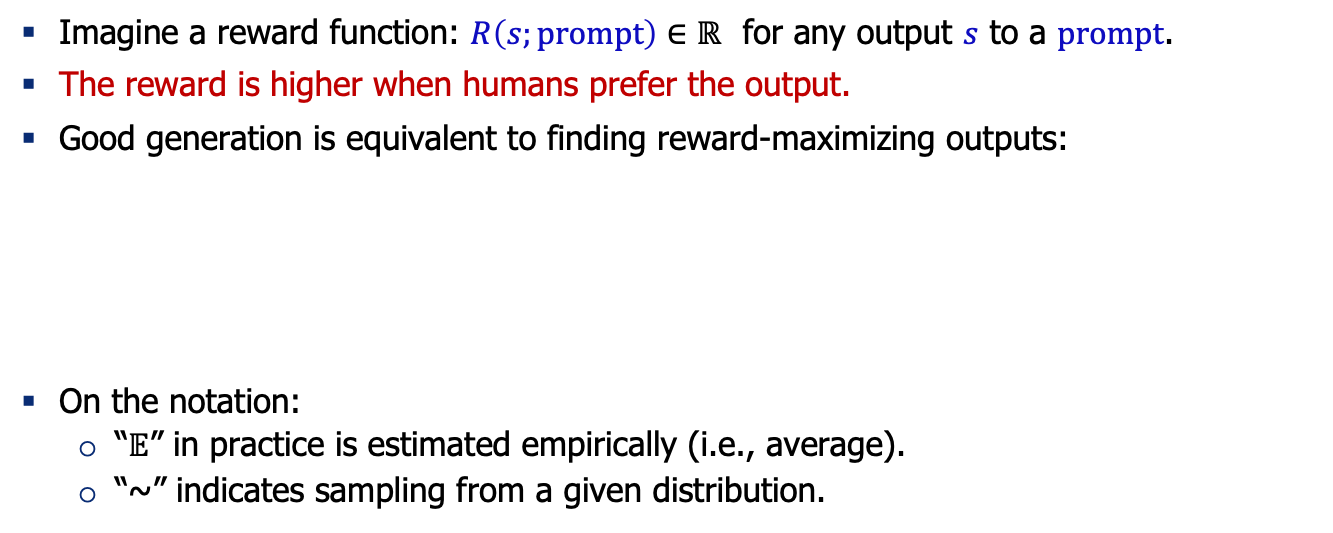 ▪ Imagine a reward function: R(s; prompt) ∈ ℝ for any output s to a prompt.
▪ The reward is higher when humans prefer the output.
▪ Good generation is equivalent to finding reward-maximizing outputs:
▪ On the notation:
o “𝔼” in practice is estimated empirically (i.e., average).
o “~” indicates sampling from a given distribution.